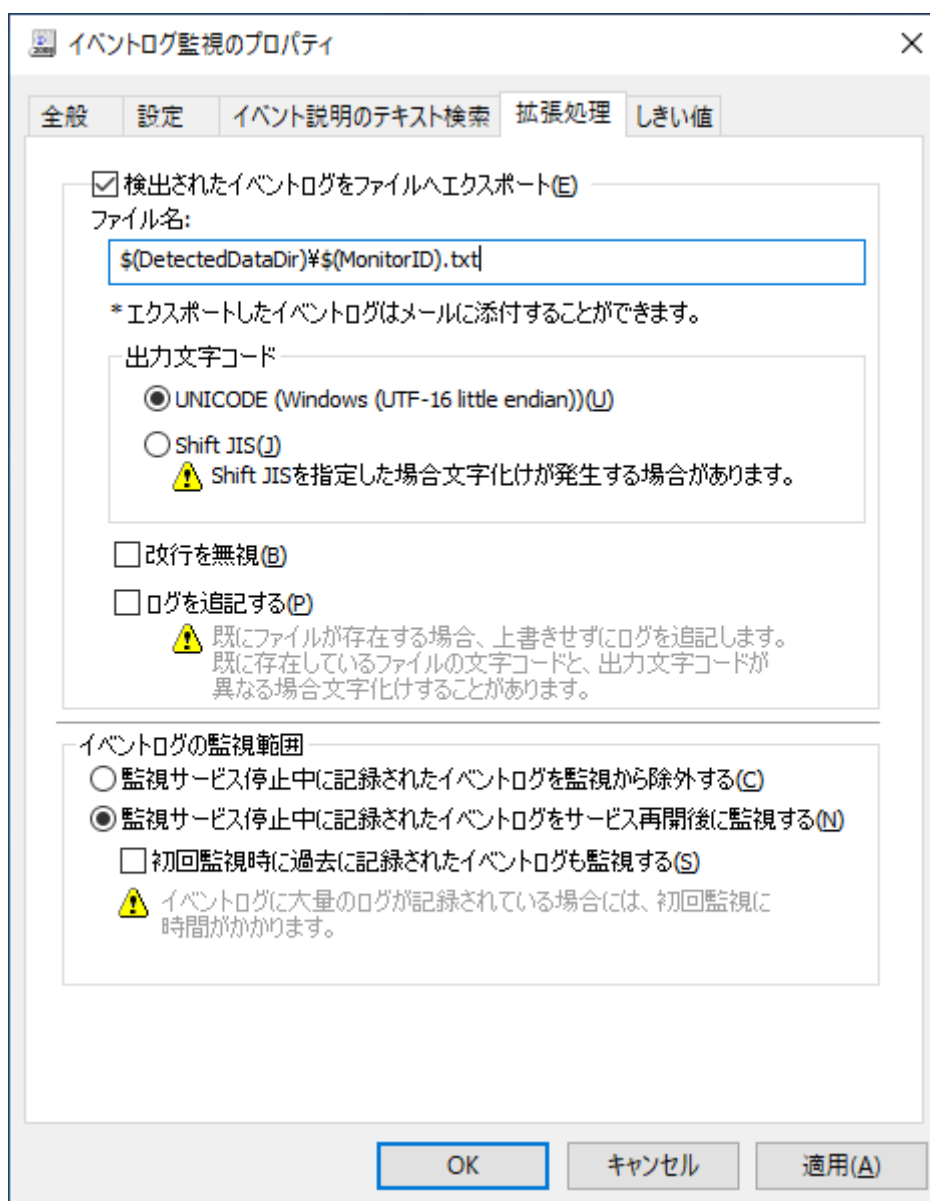 イベントログ監視のプロパティ
全般 設定 イベント説明のテキスト検索 拡張処理 しきい値
検出されたイベントログをファイルへエクスポート(E)
ファイル名:
$(DetectedDataDir)¥$(MonitorID).txt
*エクスポートしたイベントログはメールに添付することができます。
出力文字コード
UNICODE (Windows (UTF-16 little endian))(U)
Shift JIS(J)
Shift JISを指定した場合文字化けが発生する場合があります。
改行を無視(B)
ログを追記する(P)
既にファイルが存在する場合、上書きせずにログを追記します。
既に存在しているファイルの文字コードと、出力文字コードが
異なる場合文字化けすることがあります。
イベントログの監視範囲
監視サービス停止中に記録されたイベントログを監視から除外する(C)
監視サービス停止中に記録されたイベントログをサービス再開後に監視する(N)
初回監視時に過去に記録されたイベントログも監視する(S)
イベントログに大量のログが記録されている場合には、初回監視に
時間がかかります。
OK キャンセル 適用(A)